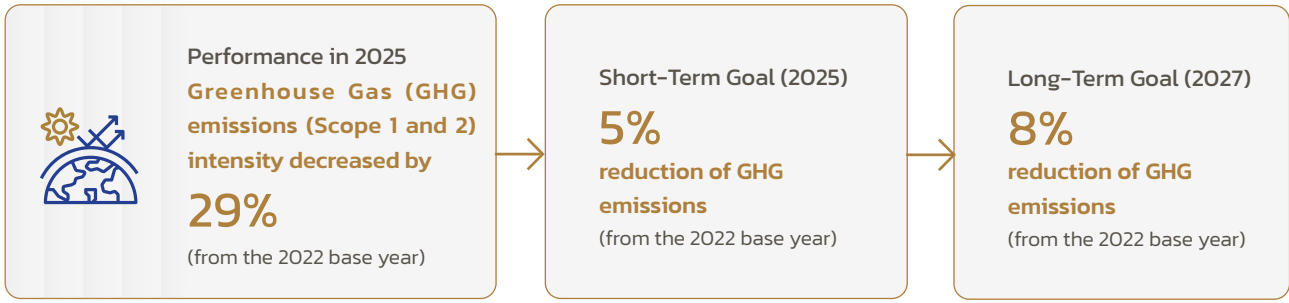 Performance in 2025
Greenhouse Gas (GHG)
emissions (Scope 1 and 2)
intensity decreased by
29%
(from the 2022 base year)
Short-Term Goal (2025)
5%
reduction of GHG
emissions
(from the 2022 base year)
Long-Term Goal (2027)
8%
reduction of GHG
emissions
(from the 2022 base year)